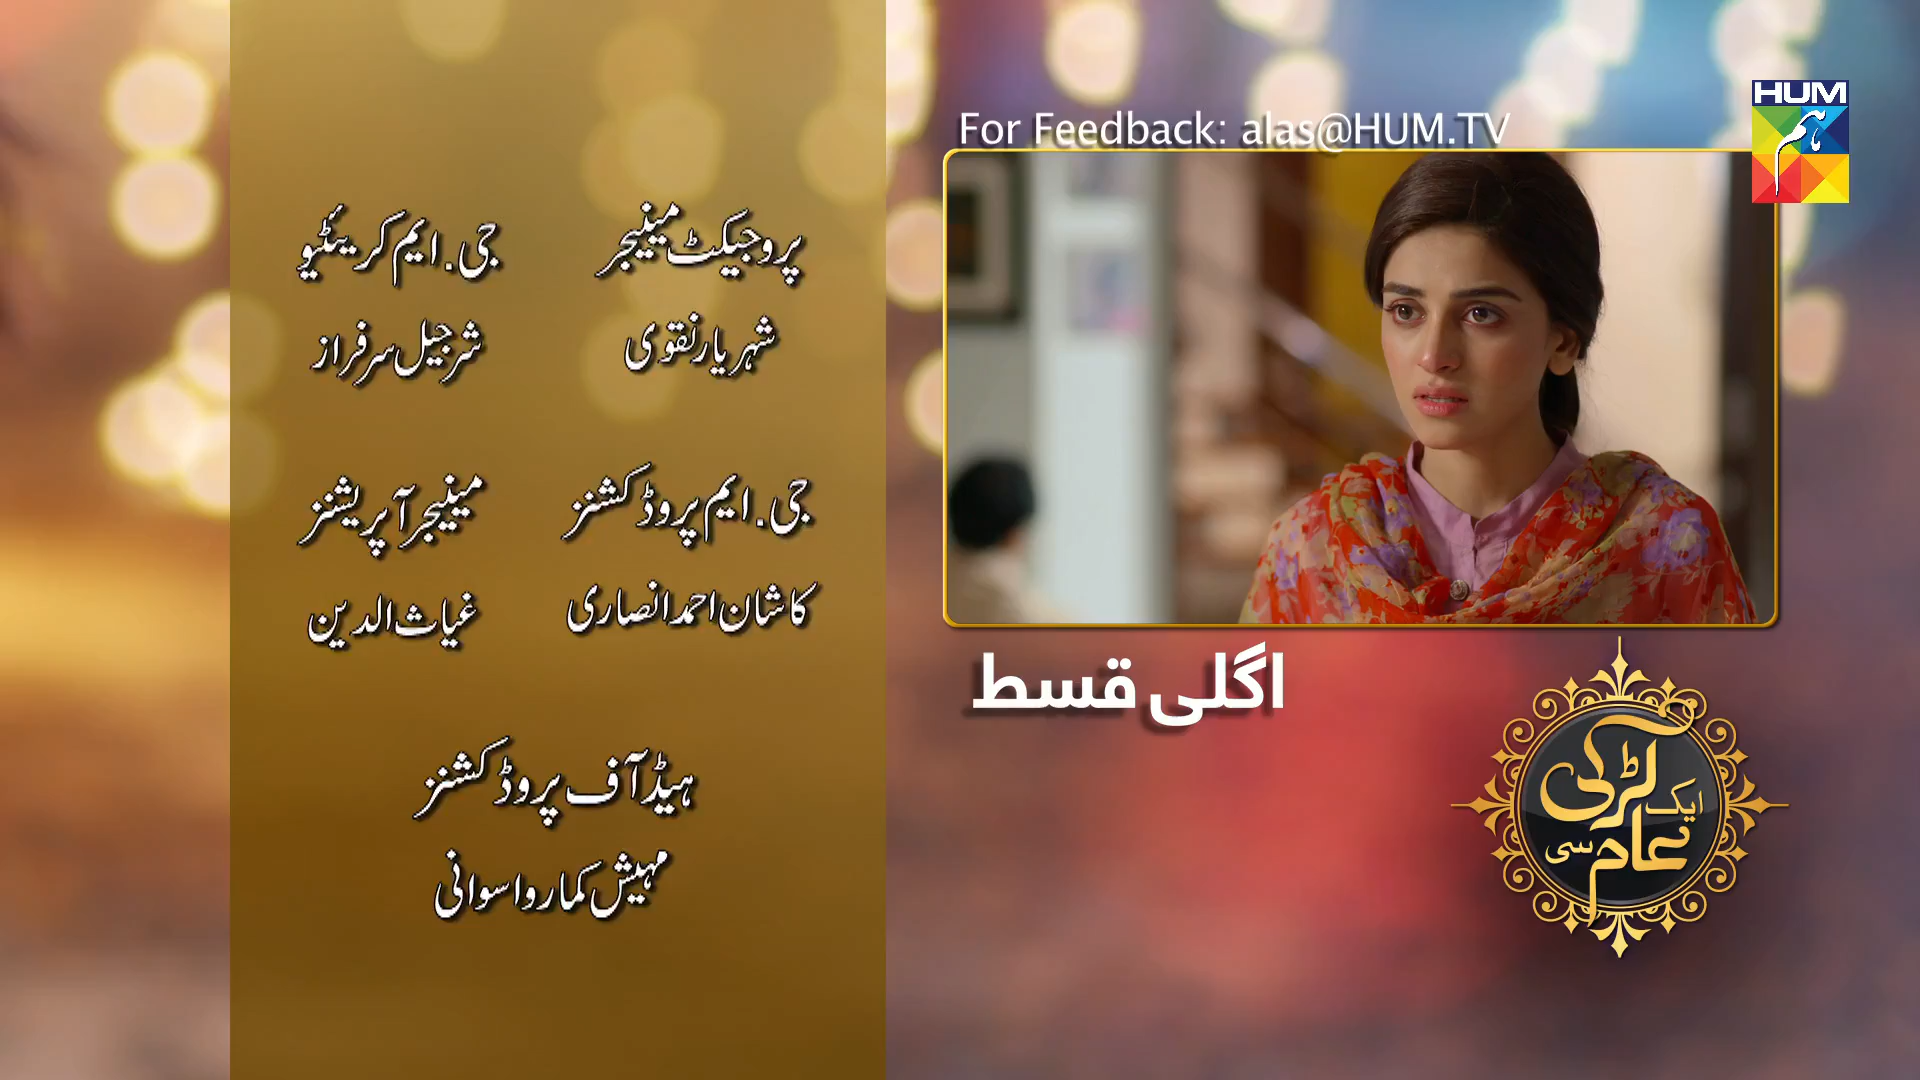 For Feedback: alas@HUM.TV
HUM
ہم
پروجیکٹ مینیجر
شہریار نقوی
جی. ایم کریئٹیو
شرجیل سرفراز
جی. ایم پروڈکشنز
کاشان احمد انصاری
مینیجر آپریشنز
غیاث الدین
ہیڈ آف پروڈکشنز
مہیش کمار واسوانی
اگلی قسط
ایک لڑکی
عام سی